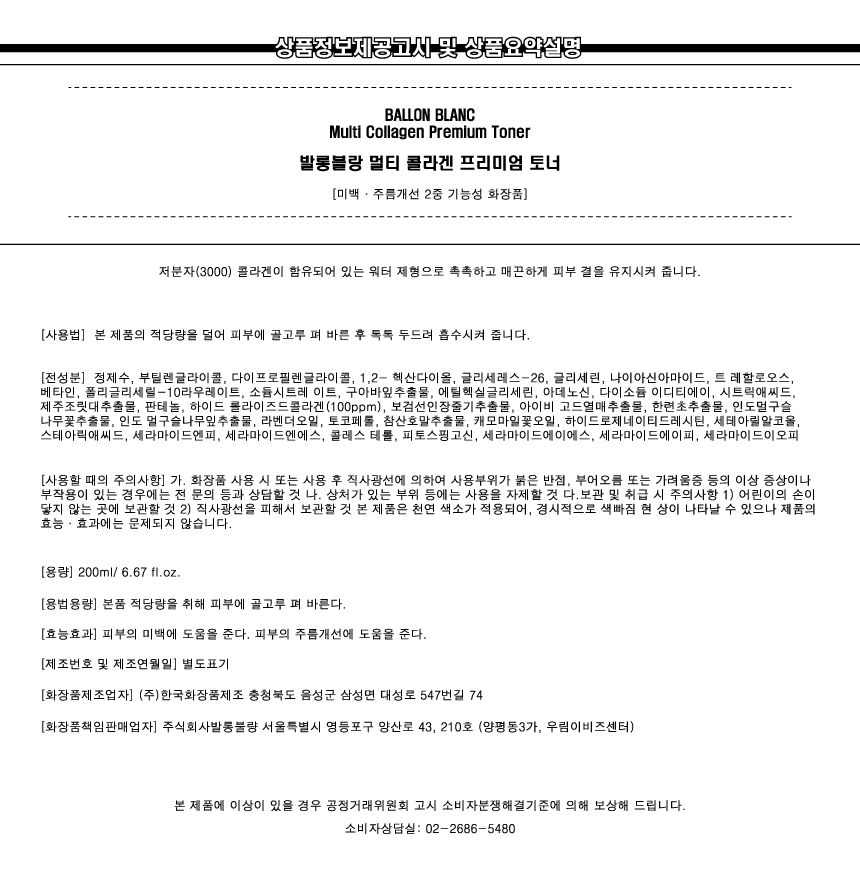 상품정보제공고시 및 상품요약설명
BALLON BLANC
Multi Collagen Premium Toner
발롱블랑 멀티 콜라겐 프리미엄 토너
[미백 · 주름개선 2중 기능성 화장품]
저분자(3000) 콜라겐이 함유되어 있는 워터 제형으로 촉촉하고 매끈하게 피부 결을 유지시켜 줍니다.
[사용법] 본 제품의 적당량을 덜어 피부에 골고루 펴 바른 후 톡톡 두드려 흡수시켜 줍니다.
[전성분] 정제수, 부틸렌글라이콜, 다이프로필렌글라이콜, 1,2- 헥산다이올, 글리세레스-26, 글리세린, 나이아신아마이드, 트 레할로오스,
베타인, 폴리글리세릴-10라우레이트, 소듐시트레 이트, 구아바잎추출물, 에틸헥실글리세린, 아데노신, 다이소듐 이디티에이, 시트릭애씨드,
제주조릿대추출물, 판테놀, 하이드 롤라이즈드콜라겐(100ppm), 보검선인장줄기추출물, 아이비 고드열매추출물, 한련초추출물, 인도멀구슬
나무꽃추출물, 인도 멀구슬나무잎추출물, 라벤더오일, 토코페롤, 참산호말추출물, 캐모마일꽃오일, 하이드로제네이티드레시틴, 세테아릴알코올,
스테아릭애씨드, 세라마이드엔피, 세라마이드엔에스, 콜레스 테롤, 피토스핑고신, 세라마이드에이에스, 세라마이드에이피, 세라마이드이오피
[사용할 때의 주의사항] 가. 화장품 사용 시 또는 사용 후 직사광선에 의하여 사용부위가 붉은 반점, 부어오름 또는 가려움증 등의 이상 증상이나
부작용이 있는 경우에는 전 문의 등과 상담할 것 나. 상처가 있는 부위 등에는 사용을 자제할 것 다.보관 및 취급 시 주의사항 1) 어린이의 손이
닿지 않는 곳에 보관할 것 2) 직사광선을 피해서 보관할 것 본 제품은 천연 색소가 적용되어, 경시적으로 색빠짐 현 상이 나타날 수 있으나 제품의
효능 · 효과에는 문제되지 않습니다.
[용량] 200ml/ 6.67 fl.oz.
[용법용량] 본품 적당량을 취해 피부에 골고루 펴 바른다.
[효능효과] 피부의 미백에 도움을 준다. 피부의 주름개선에 도움을 준다.
[제조번호 및 제조연월일] 별도표기
[화장품제조업자] (주)한국화장품제조 충청북도 음성군 삼성면 대성로 547번길 74
[화장품책임판매업자] 주식회사발롱불량 서울특별시 영등포구 양산로 43, 210호 (양평동3가, 우림이비즈센터)
본 제품에 이상이 있을 경우 공정거래위원회 고시 소비자분쟁해결기준에 의해 보상해 드립니다.
소비자상담실: 02-2686-5480